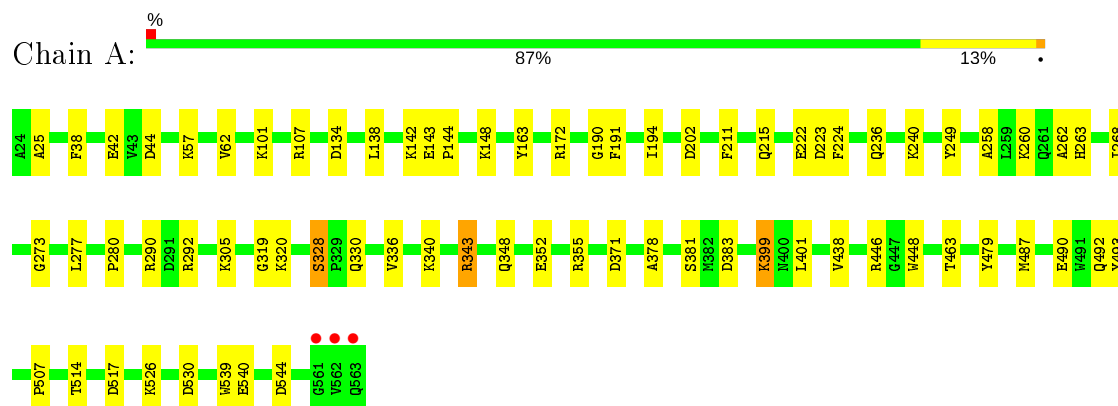 %
Chain A:
87% 13% •
A24 A25 F38 E42 V43 D44 K57 V62 K101 R107 D134 L138 K142 E143 P144 K148 Y163 R172 G190 F191 I194 D202 F211 Q215 E222 D223 F224 Q236 K240 Y249 A258 L259 K260 Q261 A262 H263
G273 L277 P280 R290 D291 R292 K305 G319 K320 S328 P329 Q330 V336 K340 R343 Q348 E352 R355 D371 A378 S381 M382 D383 K399 N400 L401 V438 R446 G447 W448 T463 Y479 M487 E490 W491 Q492
P507 T514 D517 K526 D530 W539 E540 D544 G561 V562 Q563